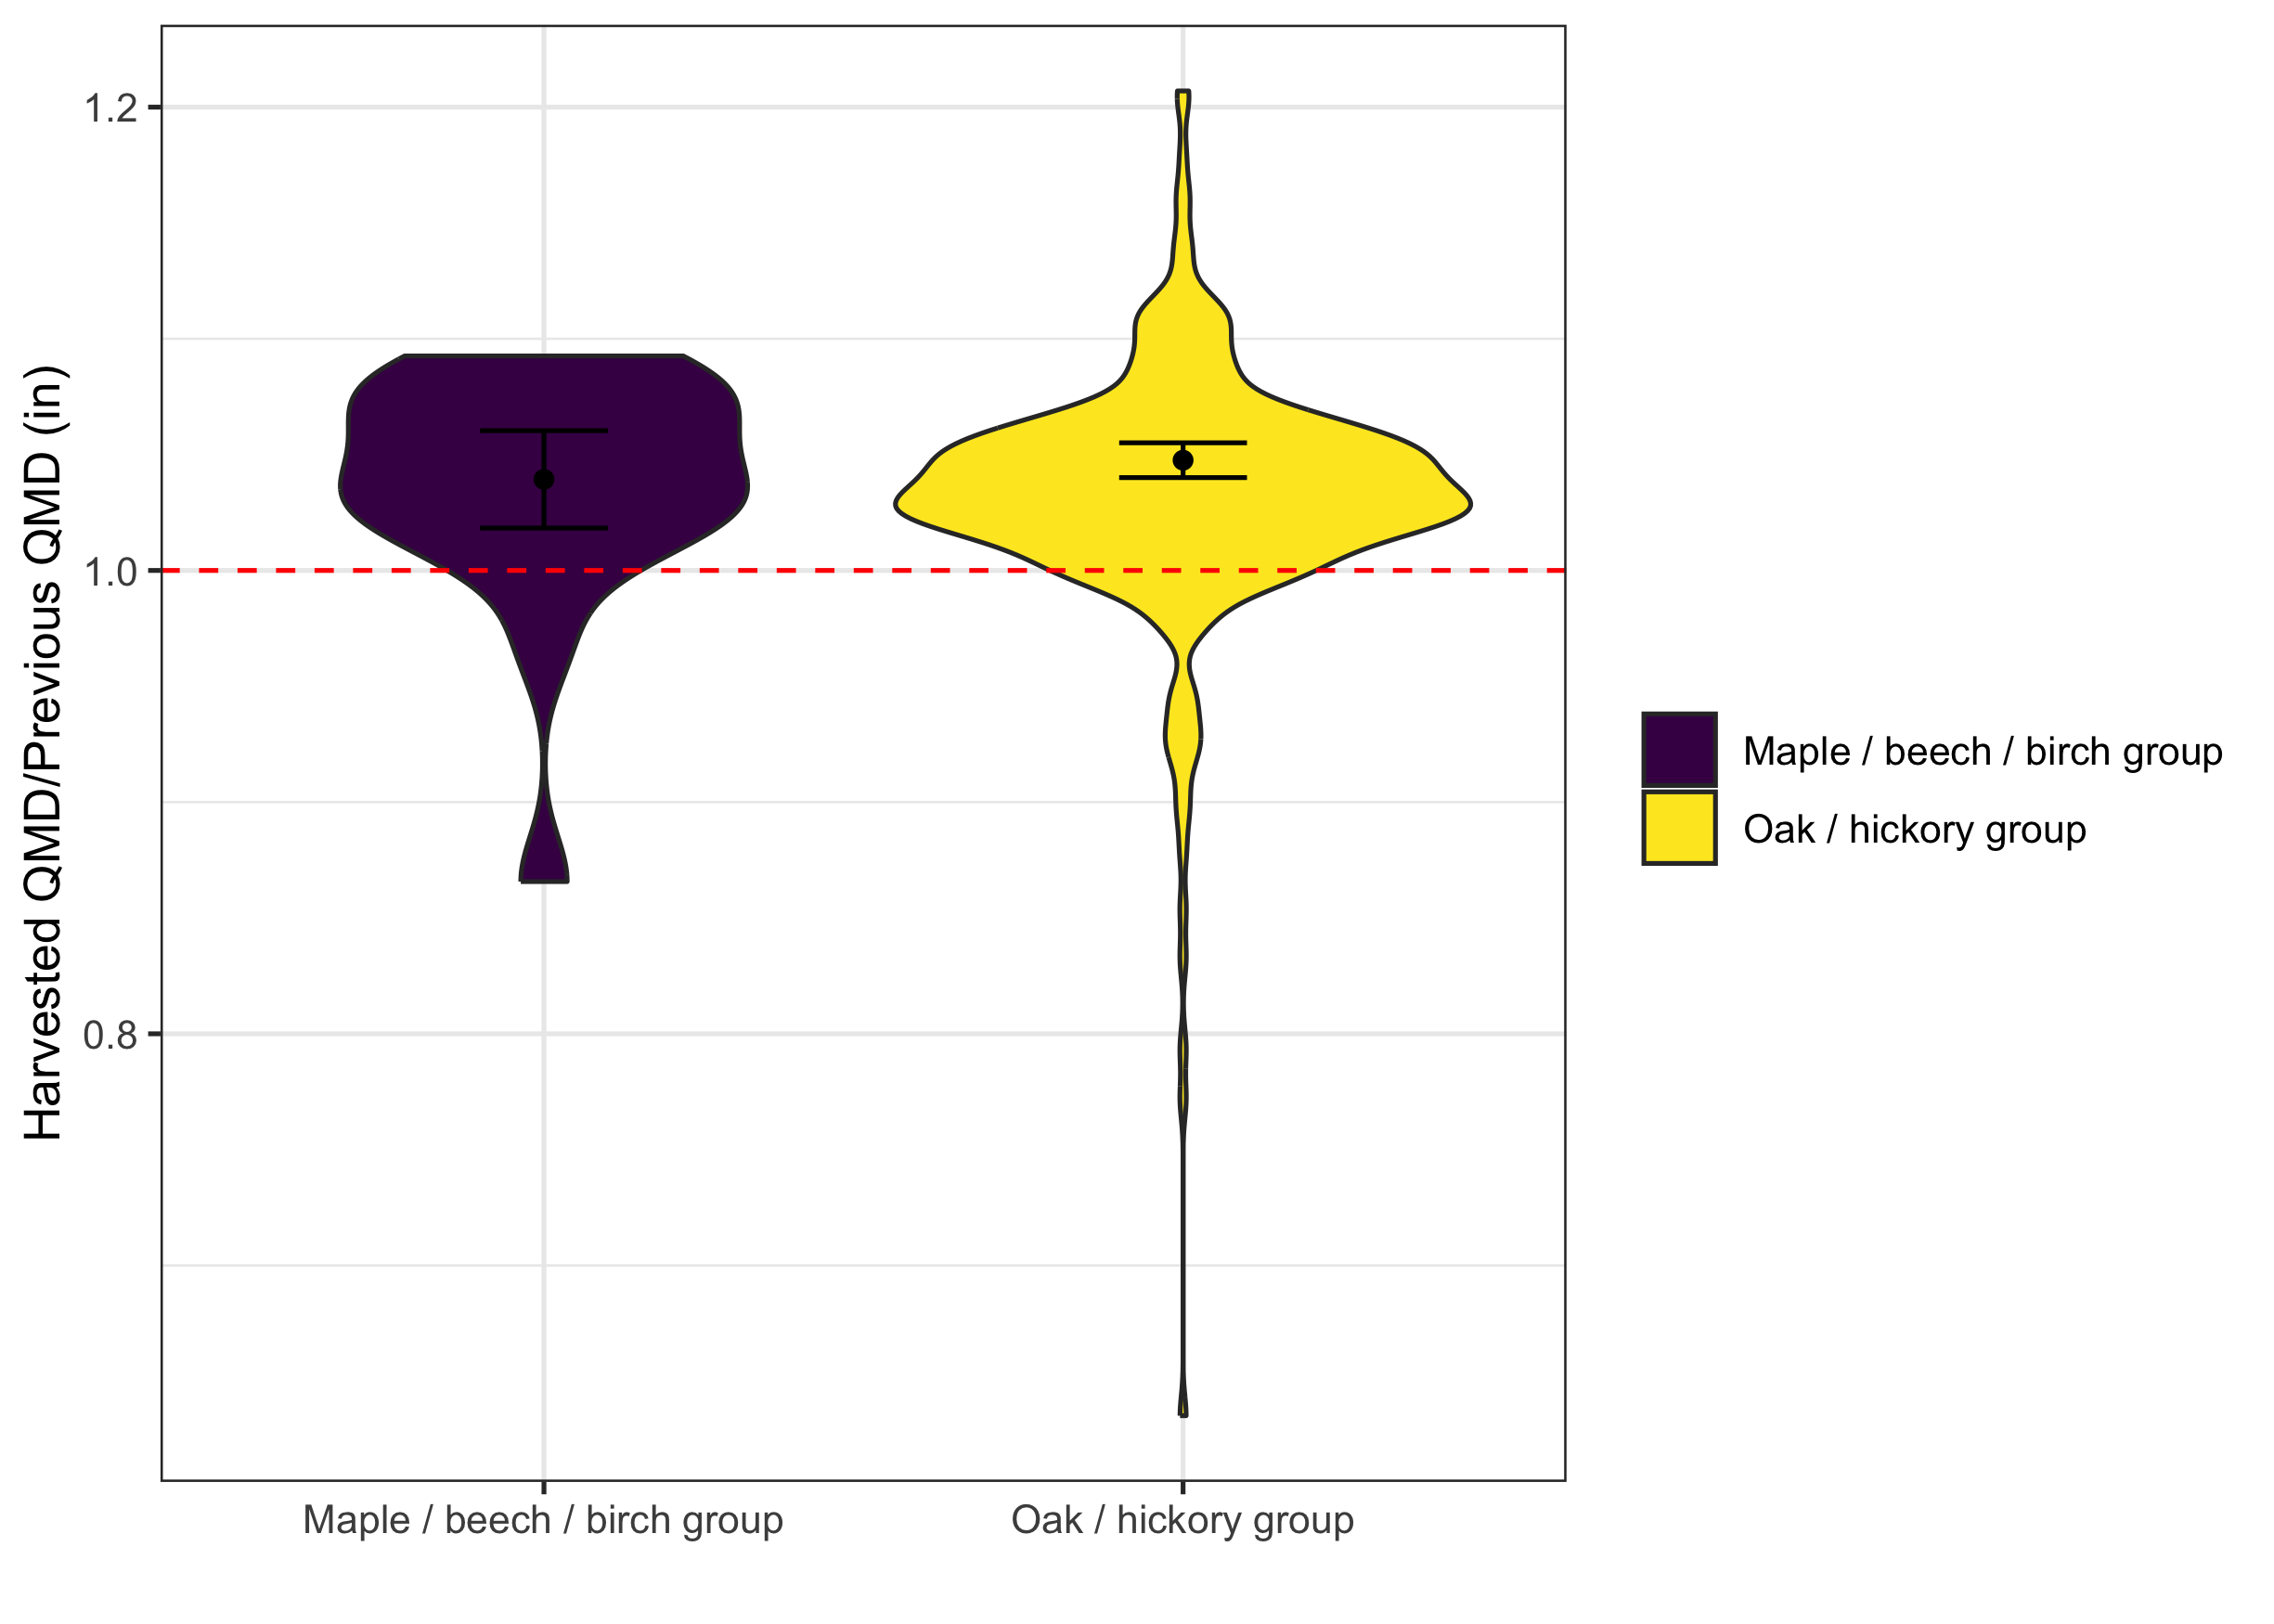 Harvested QMD/Previous QMD (in)
1.2
1.0
0.8
Maple / beech / birch group
Oak / hickory group
Maple / beech / birch group
Oak / hickory group